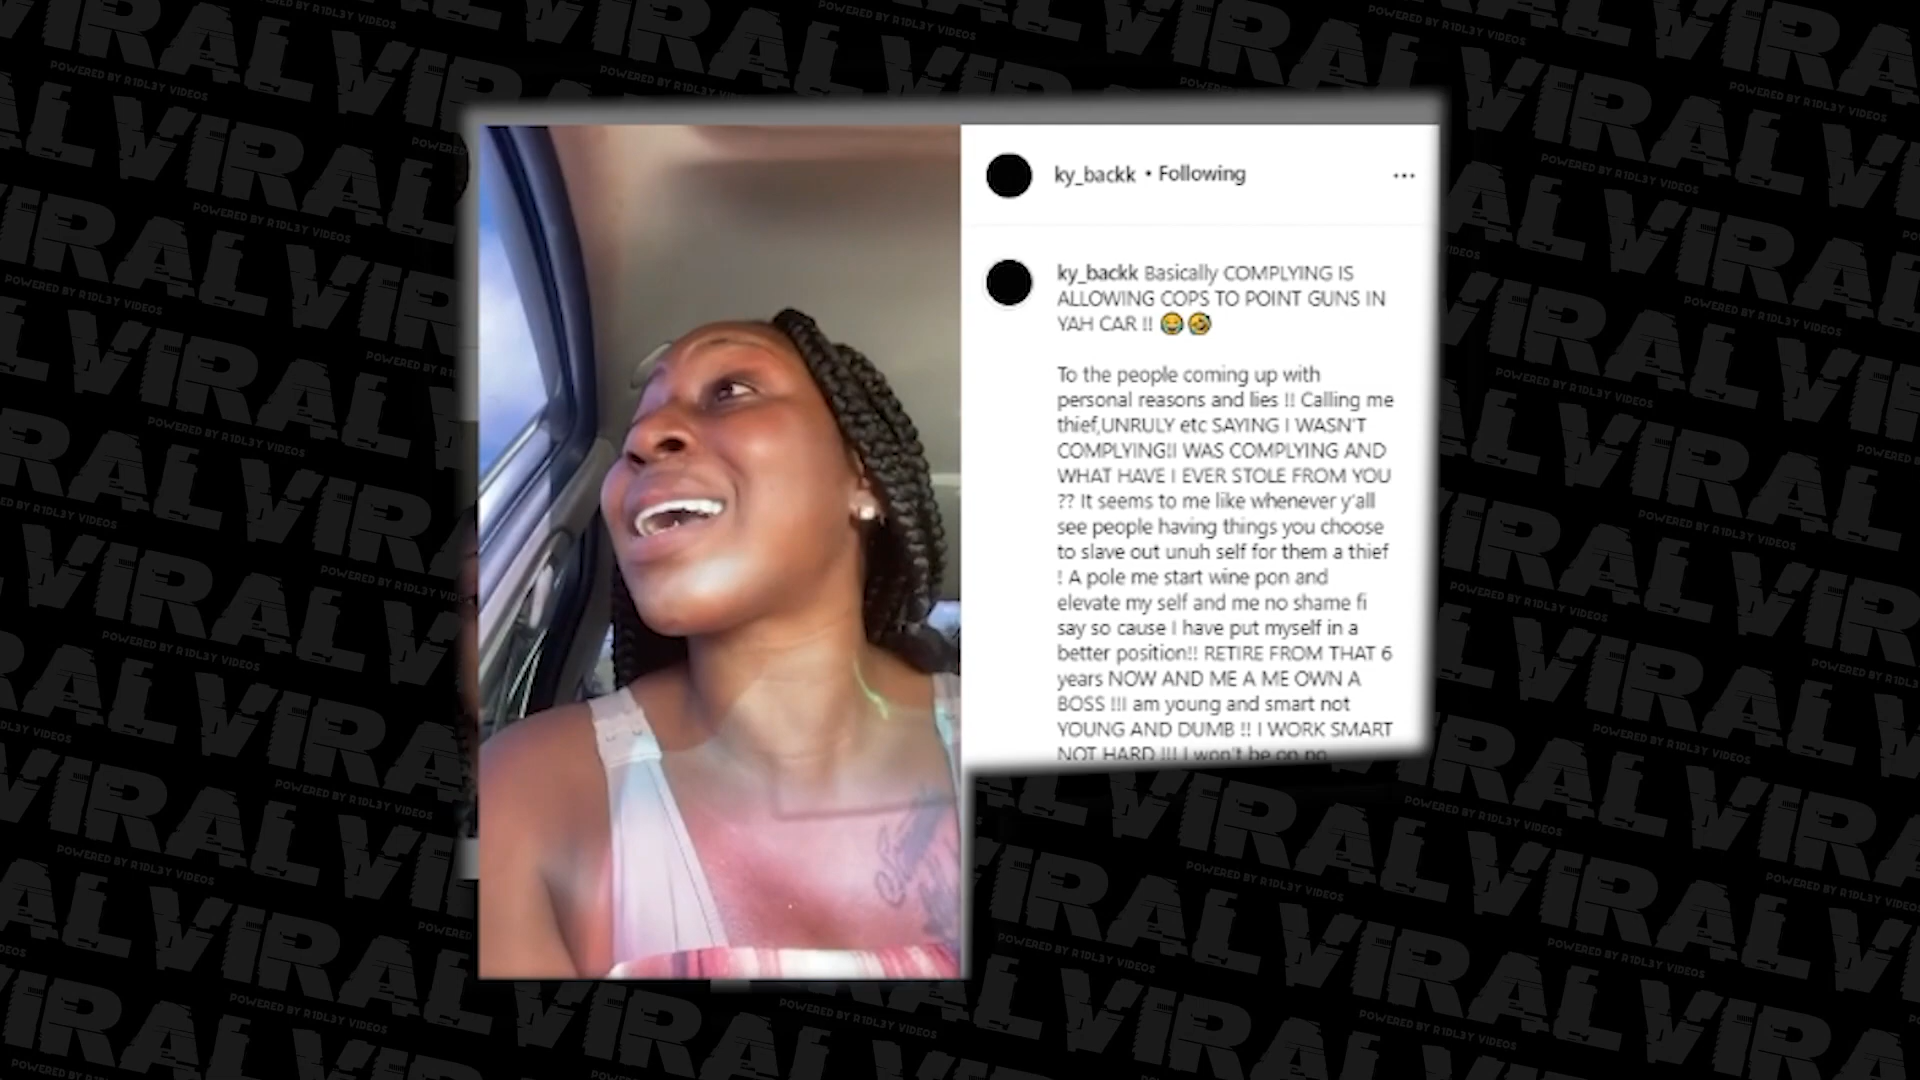 ky_backk • Following
ky_backk Basically COMPLYING IS
ALLOWING COPS TO POINT GUNS IN
YAH CAR !! 😂🤣
To the people coming up with
personal reasons and lies !! Calling me
thief,UNRULY etc SAYING I WASN'T
COMPLYING!I WAS COMPLYING AND
WHAT HAVE I EVER STOLE FROM YOU
?? It seems to me like whenever y'all
see people having things you choose
to slave out unuh self for them a thief
! A pole me start wine pon and
elevate my self and me no shame fi
say so cause I have put myself in a
better position!! RETIRE FROM THAT 6
years NOW AND ME A ME OWN A
BOSS !!I am young and smart not
YOUNG AND DUMB !! I WORK SMART
NOT HARD !!! I won't be on no
VIRAL
POWERED BY R1DL3Y VIDEOS